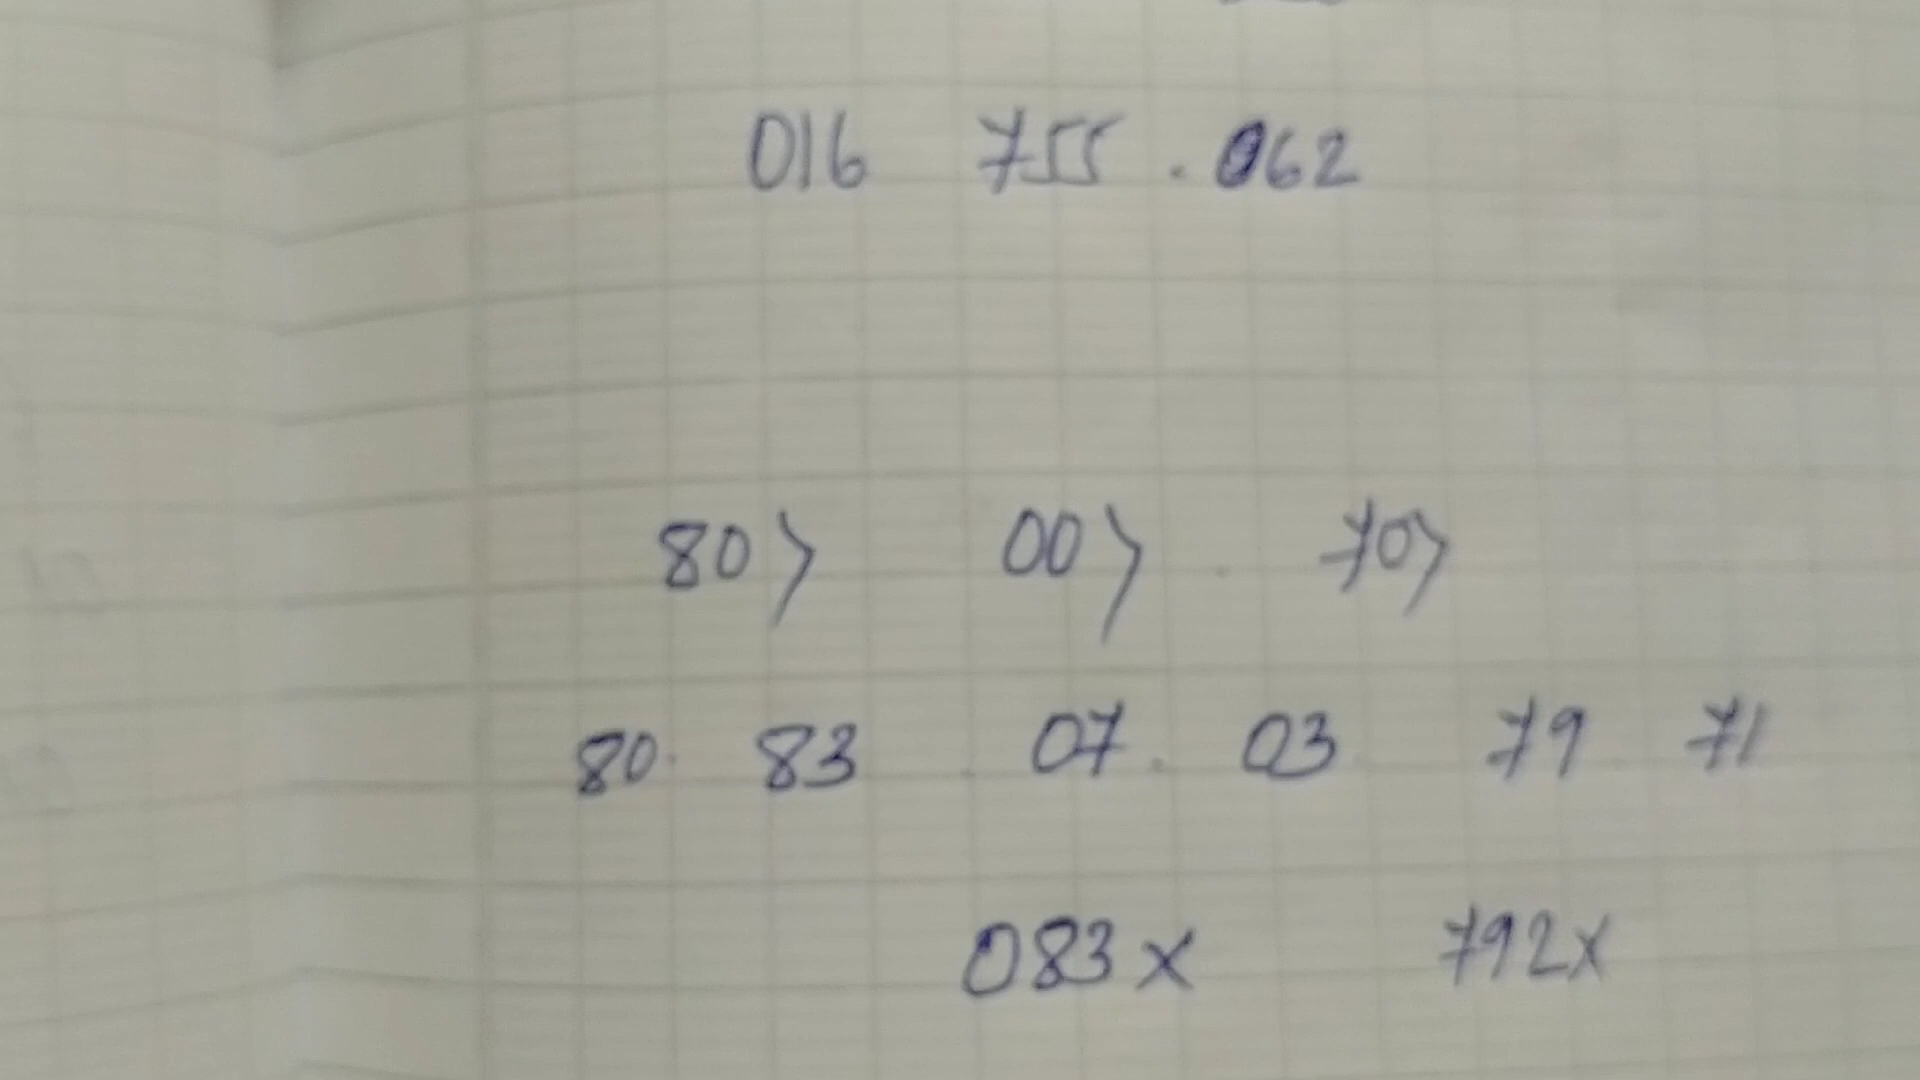 016 755 . 062
80> 00> . 70>
80. 83 . 07. 03 79 71
083x 792x